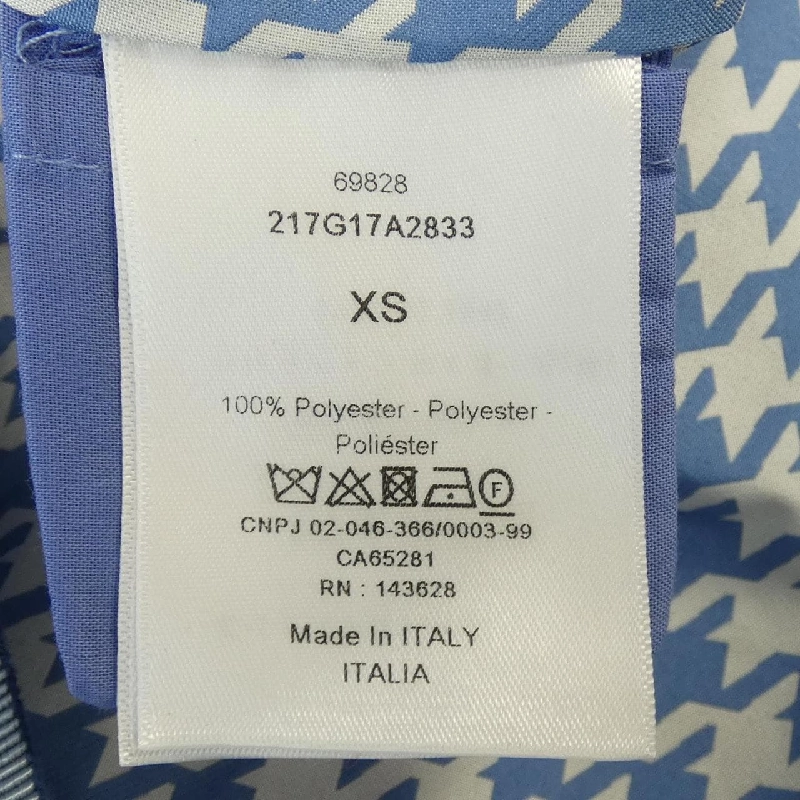 69828
217G17A2833
XS
100% Polyester - Polyester -
Poliéster
F
CNPJ 02-046-366/0003-99
CA65281
RN : 143628
Made In ITALY
ITALIA